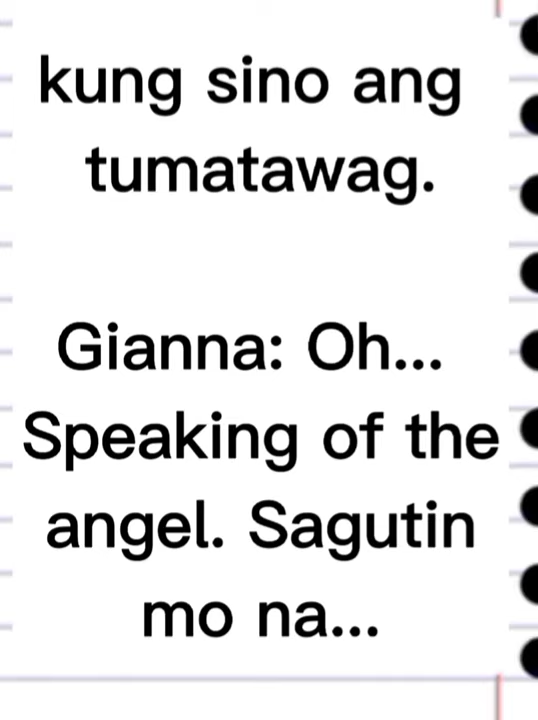 kung sino ang
tumatawag.
Gianna: Oh...
Speaking of the
angel. Sagutin
mo na...